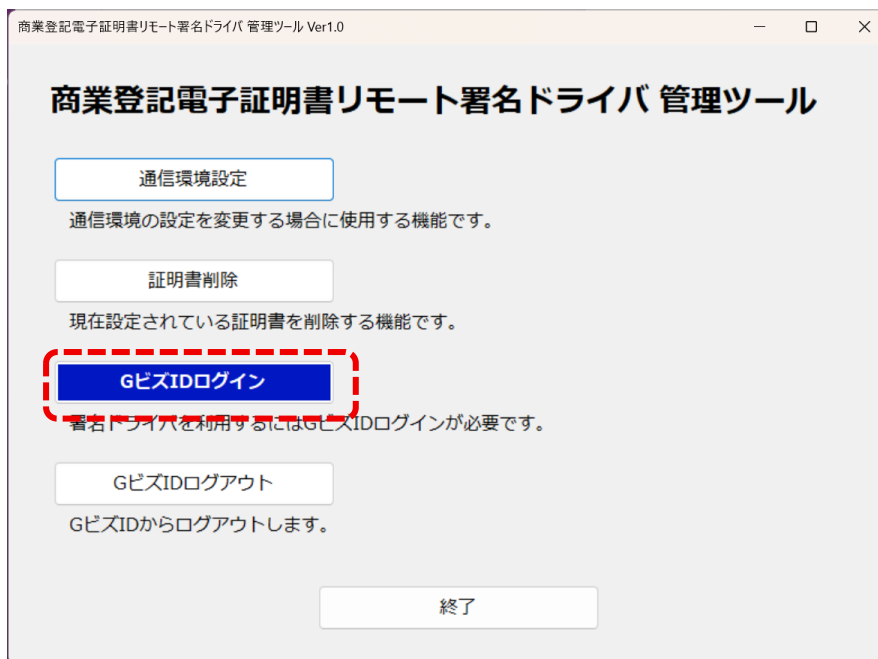 商業登記電子証明書リモート署名ドライバ 管理ツール Ver1.0
商業登記電子証明書リモート署名ドライバ 管理ツール
通信環境設定
通信環境の設定を変更する場合に使用する機能です。
証明書削除
現在設定されている証明書を削除する機能です。
GビズIDログイン
署名ドライバを利用するにはGビズIDログインが必要です。
GビズIDログアウト
GビズIDからログアウトします。
終了